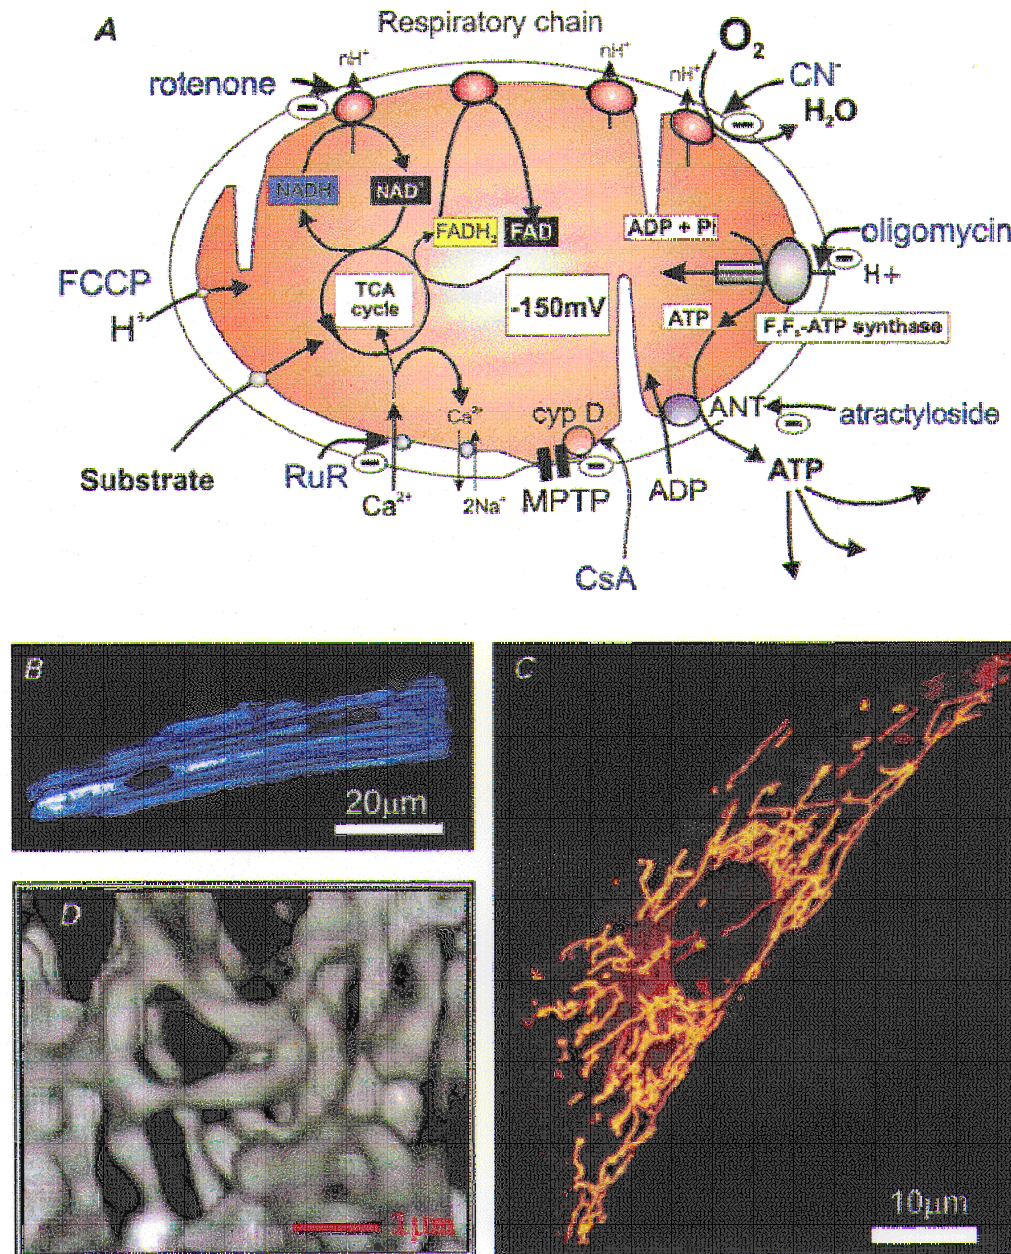 A
Respiratory chain
O₂
nH⁺
nH⁺
nH⁺
rotenone
CN⁻
H₂O
NADH
NAD⁺
FADH₂
FAD
ADP + Pi
oligomycin
H+
FCCP
H⁺
TCA
cycle
-150mV
ATP
F₁F₀-ATP synthase
Ca²⁺
cyp D
ANT
atractyloside
Substrate
RuR
Ca²⁺
2Na⁺
MPTP
ADP
ATP
CsA
B
20µm
C
D
1µm
10µm